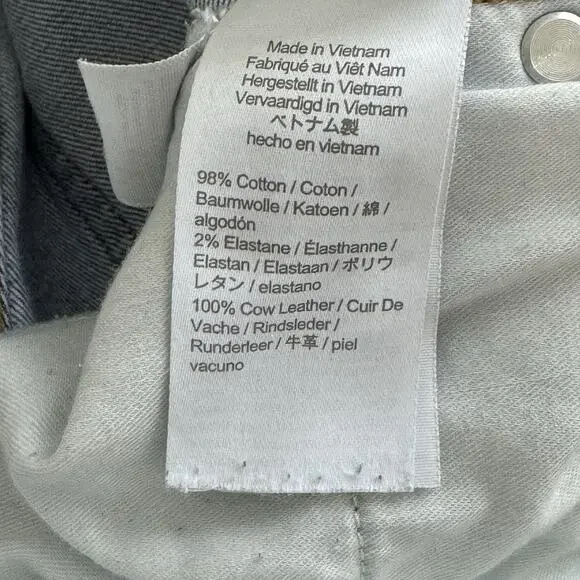 Made in Vietnam
Fabriqué au Viêt Nam
Hergestellt in Vietnam
Vervaardigd in Vietnam
ベトナム製
hecho en vietnam
98% Cotton / Coton /
Baumwolle / Katoen / 綿 /
algodón
2% Elastane / Élasthanne /
Elastan / Elastaan / ポリウ
レタン / elastano
100% Cow Leather / Cuir De
Vache / Rindsleder /
Runderleer / 牛革 / piel
vacuno